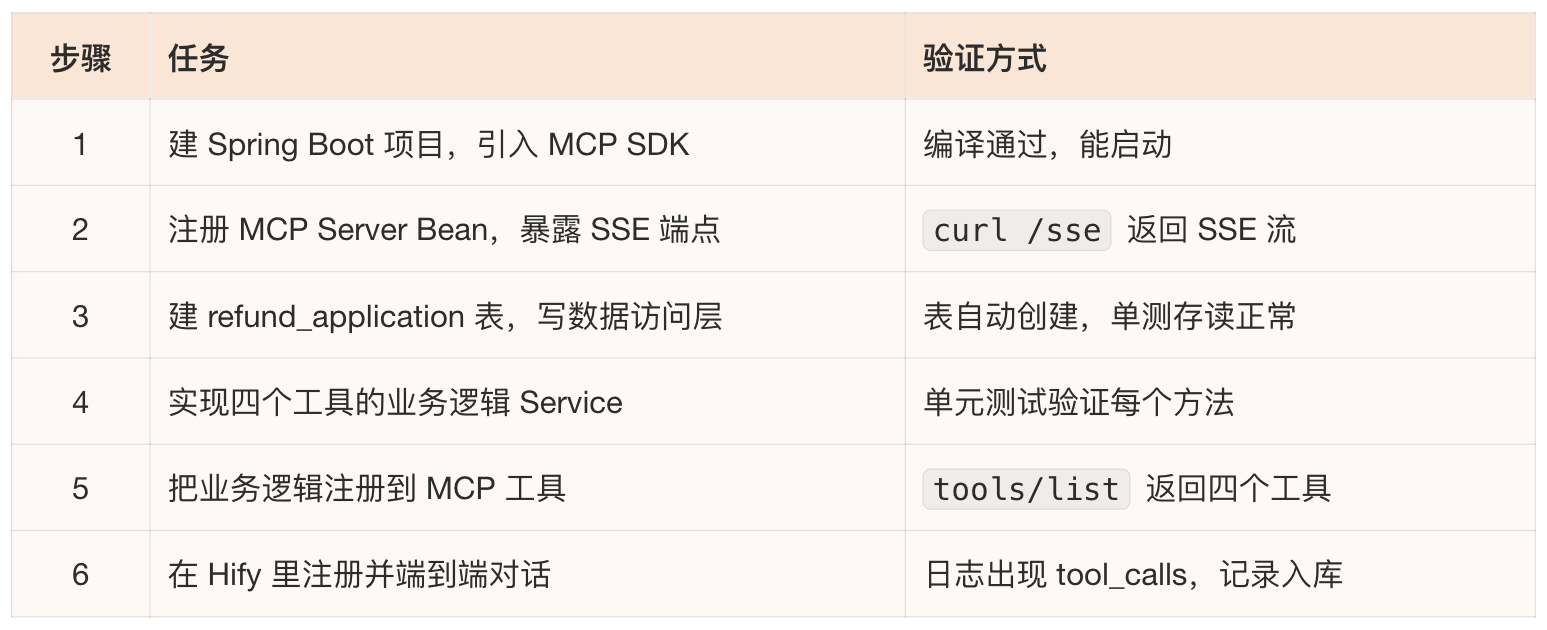 步骤 任务 验证方式
1 建 Spring Boot 项目，引入 MCP SDK 编译通过，能启动
2 注册 MCP Server Bean，暴露 SSE 端点 curl /sse 返回 SSE 流
3 建 refund_application 表，写数据访问层 表自动创建，单测存读正常
4 实现四个工具的业务逻辑 Service 单元测试验证每个方法
5 把业务逻辑注册到 MCP 工具 tools/list 返回四个工具
6 在 Hify 里注册并端到端对话 日志出现 tool_calls，记录入库